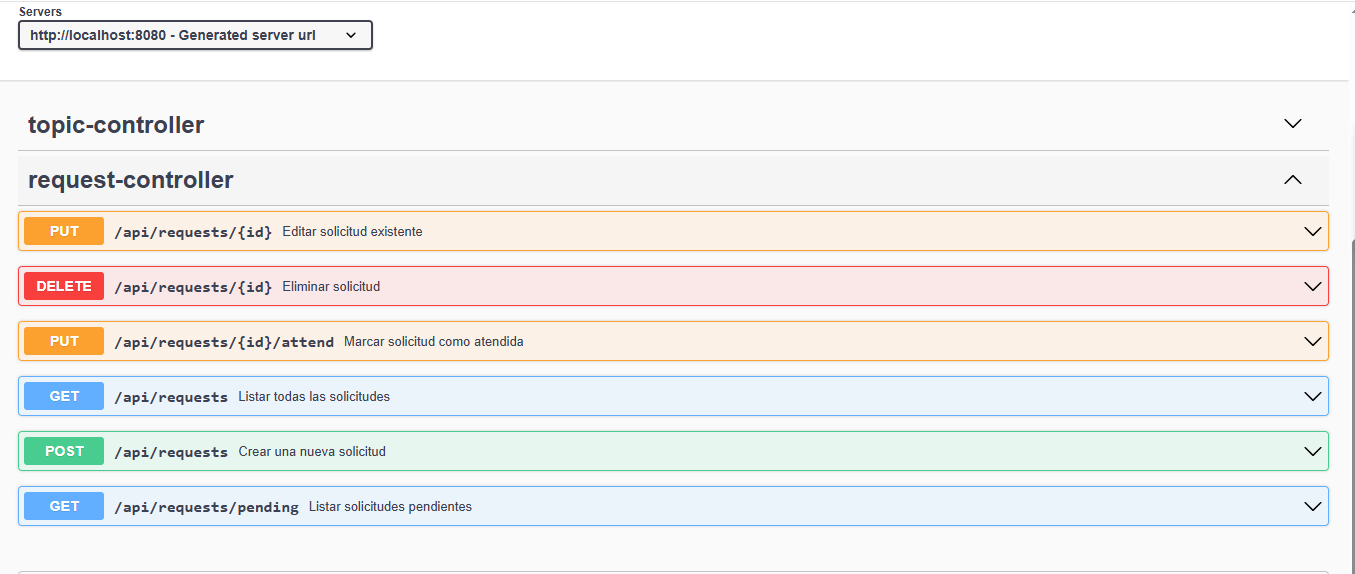 Servers
http://localhost:8080 - Generated server url
topic-controller
request-controller
PUT /api/requests/{id} Editar solicitud existente
DELETE /api/requests/{id} Eliminar solicitud
PUT /api/requests/{id}/attend Marcar solicitud como atendida
GET /api/requests Listar todas las solicitudes
POST /api/requests Crear una nueva solicitud
GET /api/requests/pending Listar solicitudes pendientes